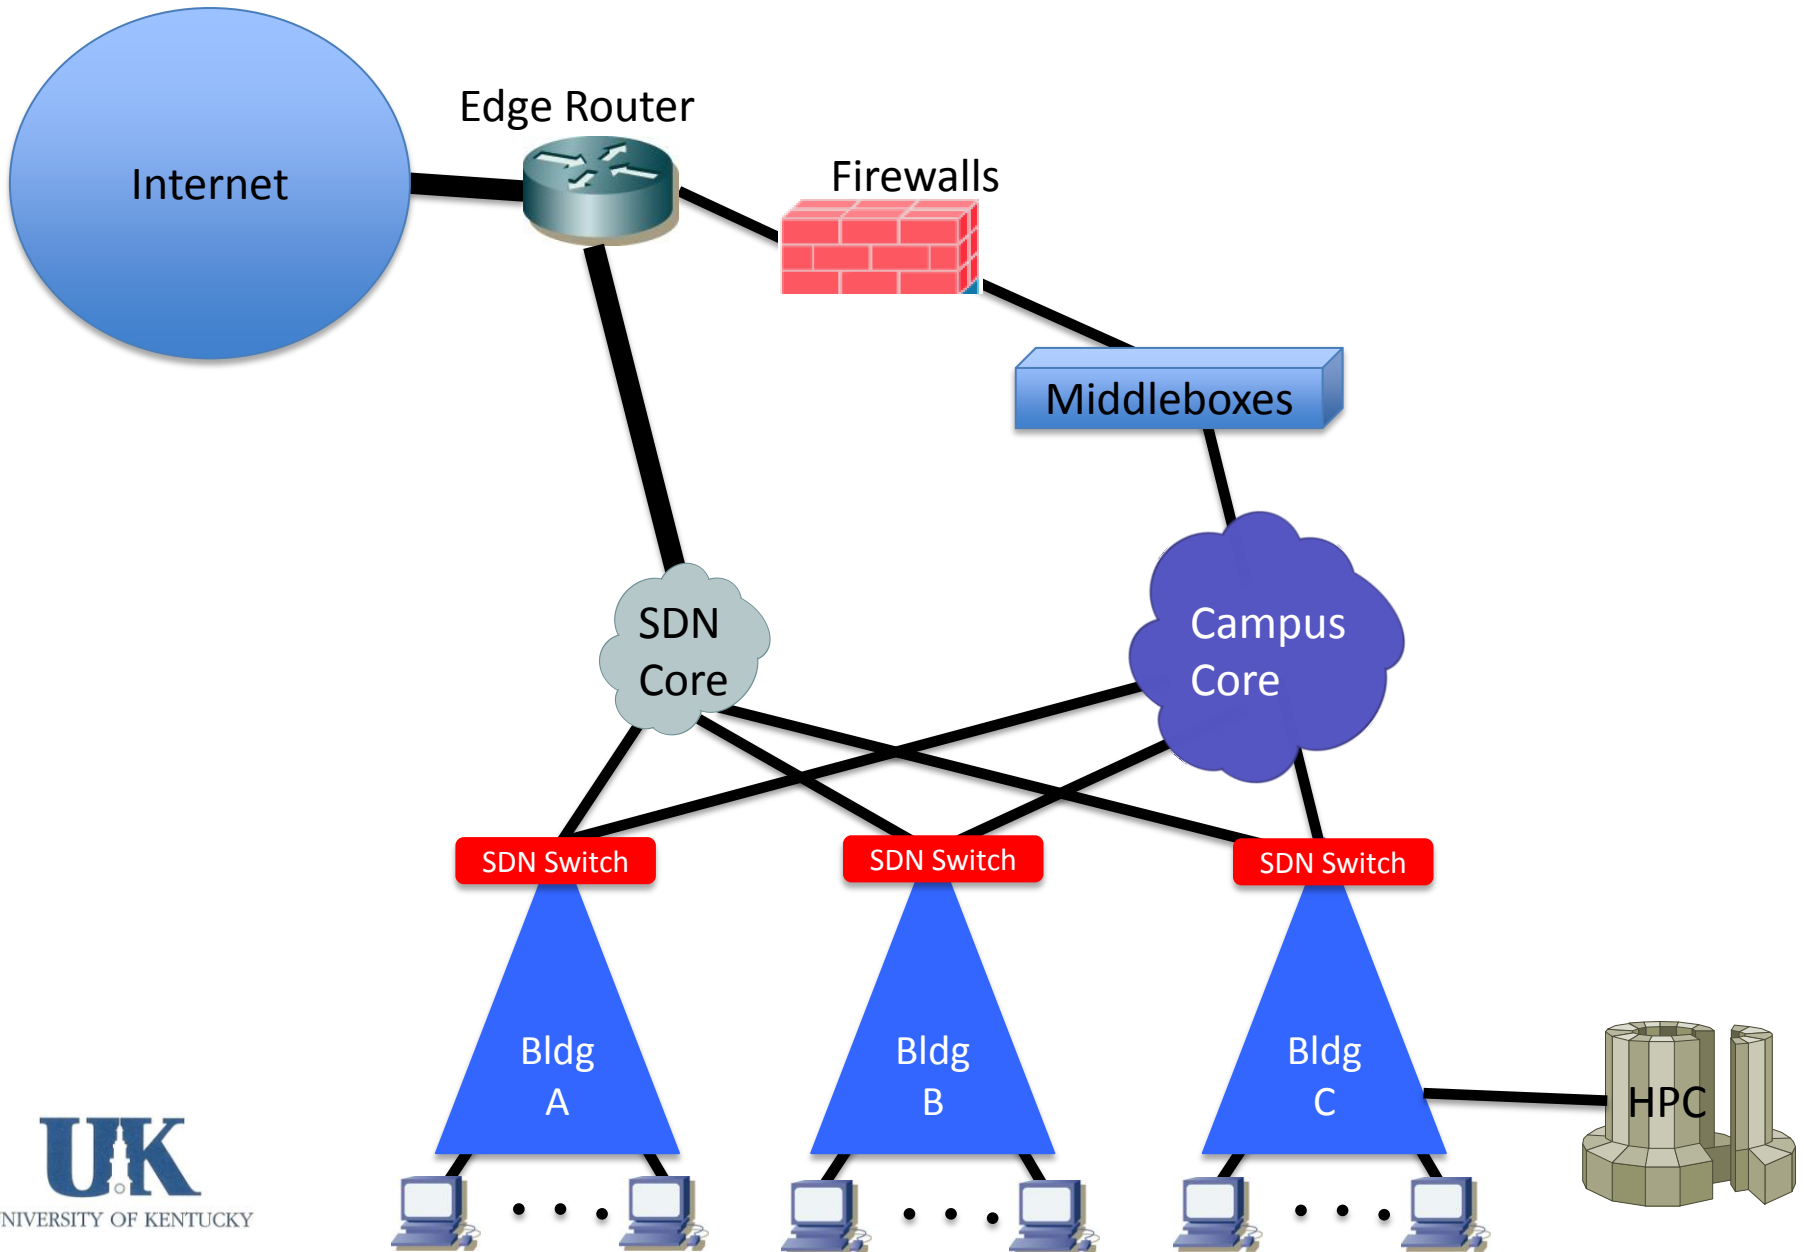 Edge Router
Internet
Firewalls
Middleboxes
SDN
Core
Campus
Core
SDN Switch
SDN Switch
SDN Switch
Bldg
A
Bldg
B
Bldg
C
HPC
UK
NIVERSITY OF KENTUCKY